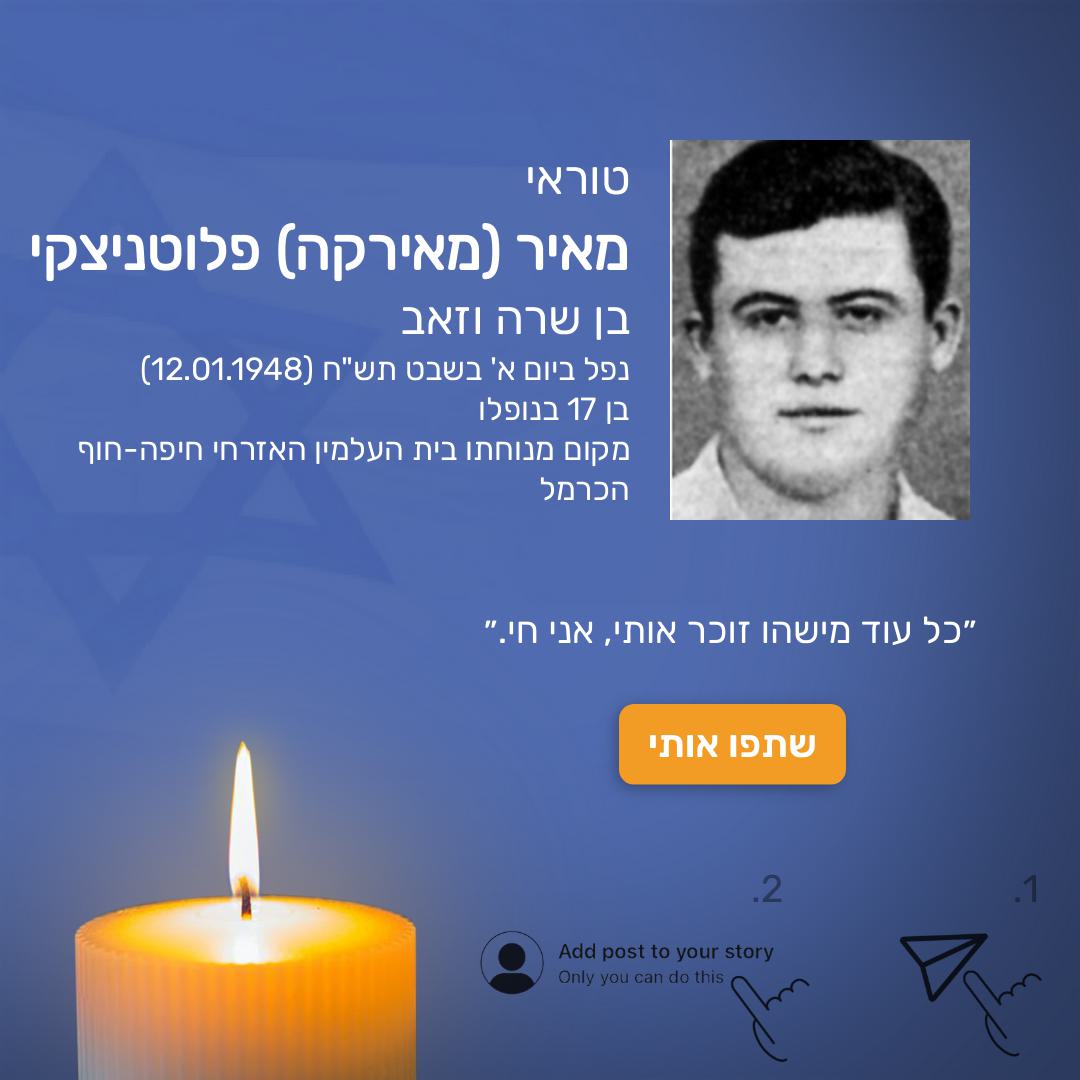 טוראי
מאיר (מאירקה) פלוטניצקי
בן שרה וזאב
נפל ביום א' בשבט תש"ח (12.01.1948)
בן 17 בנופלו
מקום מנוחתו בית העלמין האזרחי חיפה-חוף
הכרמל
״כל עוד מישהו זוכר אותי, אני חי.״
שתפו אותי
1.
2.
Add post to your story
Only you can do this